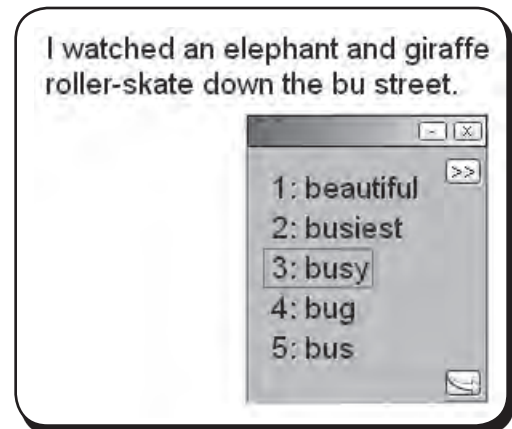 I watched an elephant and giraffe
roller-skate down the bu street.
- x
>>
1: beautiful
2: busiest
3: busy
4: bug
5: bus